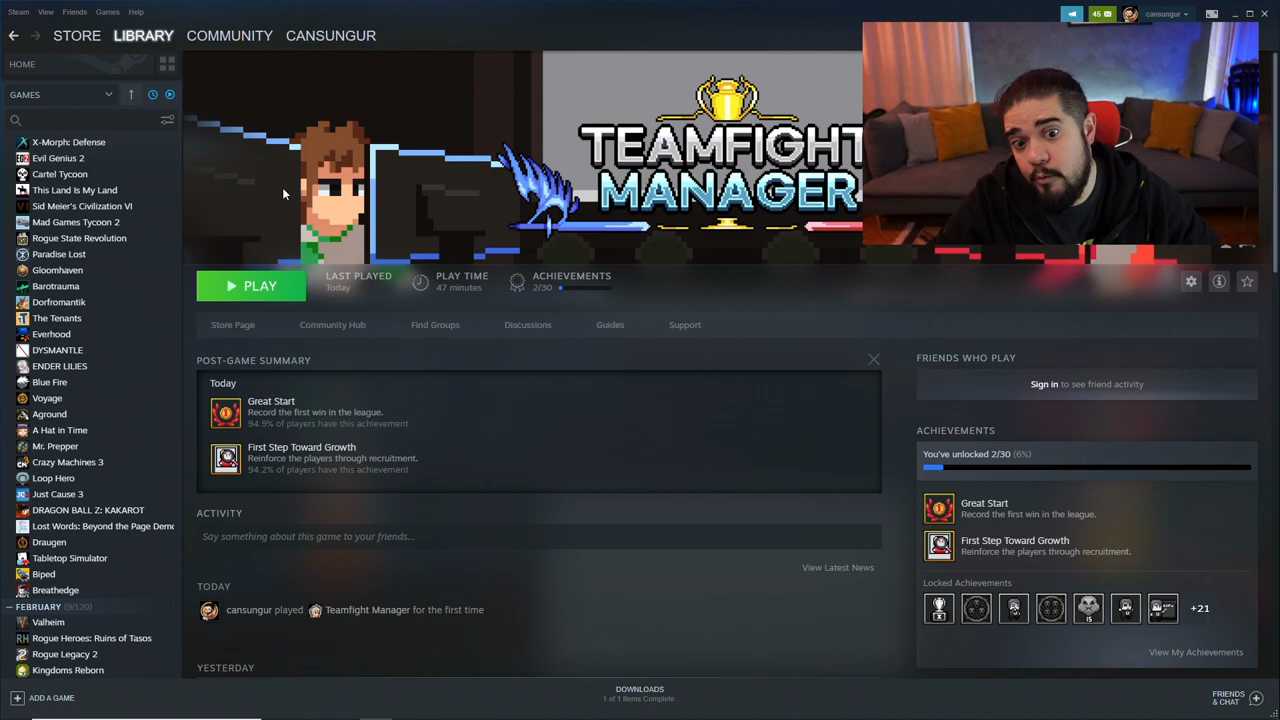 Steam View Friends Games Help
45 cansungur
STORE LIBRARY COMMUNITY CANSUNGUR
HOME
GAMES
X-Morph: Defense
Evil Genius 2
Cartel Tycoon
This Land Is My Land
Sid Meier's Civilization VI
Mad Games Tycoon 2
Rogue State Revolution
Paradise Lost
Gloomhaven
Barotrauma
Dorfromantik
The Tenants
Everhood
DYSMANTLE
ENDER LILIES
Blue Fire
Voyage
Aground
A Hat in Time
Mr. Prepper
Crazy Machines 3
Loop Hero
Just Cause 3
DRAGON BALL Z: KAKAROT
Lost Words: Beyond the Page Demo
Draugen
Tabletop Simulator
Biped
Breathedge
FEBRUARY (9/120)
Valheim
Rogue Heroes: Ruins of Tasos
Rogue Legacy 2
Kingdoms Reborn
ADD A GAME
TEAMFIGHT
MANAGER
PLAY
LAST PLAYED
Today
PLAY TIME
47 minutes
ACHIEVEMENTS
2/30
Store Page Community Hub Find Groups Discussions Guides Support
POST-GAME SUMMARY
Today
Great Start
Record the first win in the league.
94.9% of players have this achievement
First Step Toward Growth
Reinforce the players through recruitment.
94.2% of players have this achievement
ACTIVITY
Say something about this game to your friends...
View Latest News
TODAY
cansungur played Teamfight Manager for the first time
YESTERDAY
FRIENDS WHO PLAY
Sign in to see friend activity
ACHIEVEMENTS
You've unlocked 2/30 (6%)
Great Start
Record the first win in the league.
First Step Toward Growth
Reinforce the players through recruitment.
Locked Achievements
15
+21
View My Achievements
DOWNLOADS
1 of 1 Items Complete
FRIENDS
& CHAT